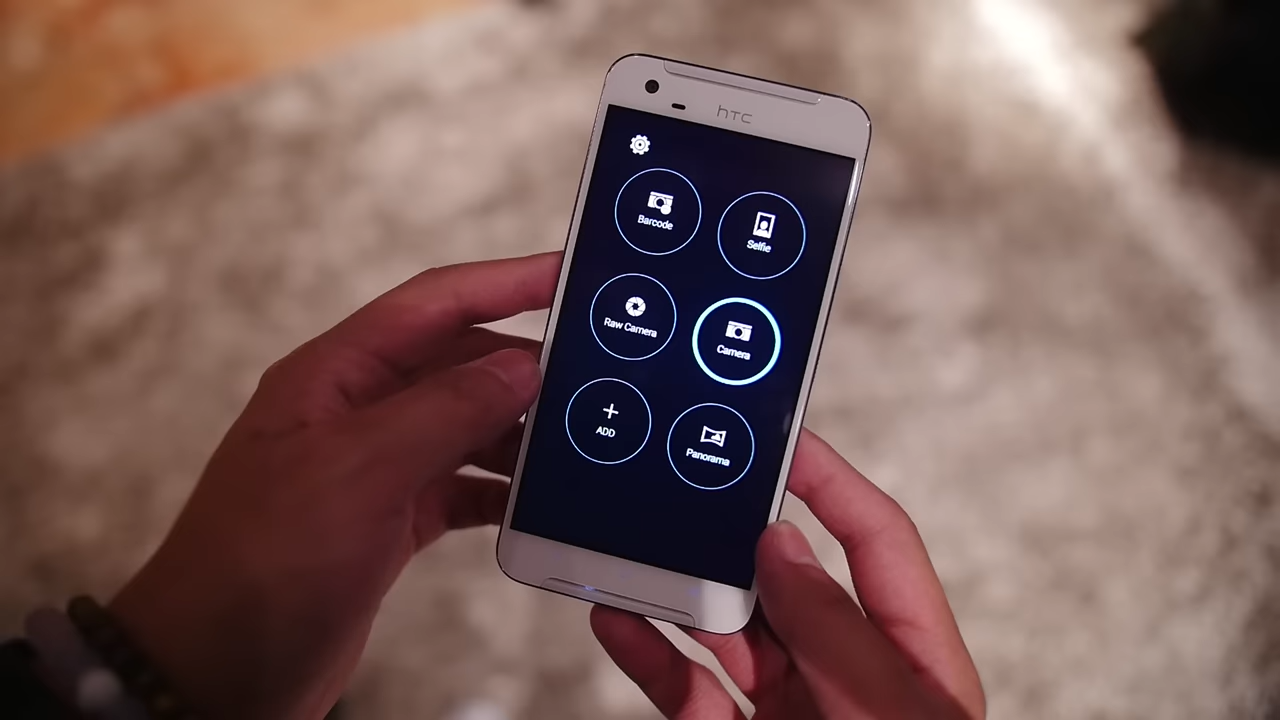 hTC
Barcode
Selfie
Raw Camera
Camera
ADD
Panorama